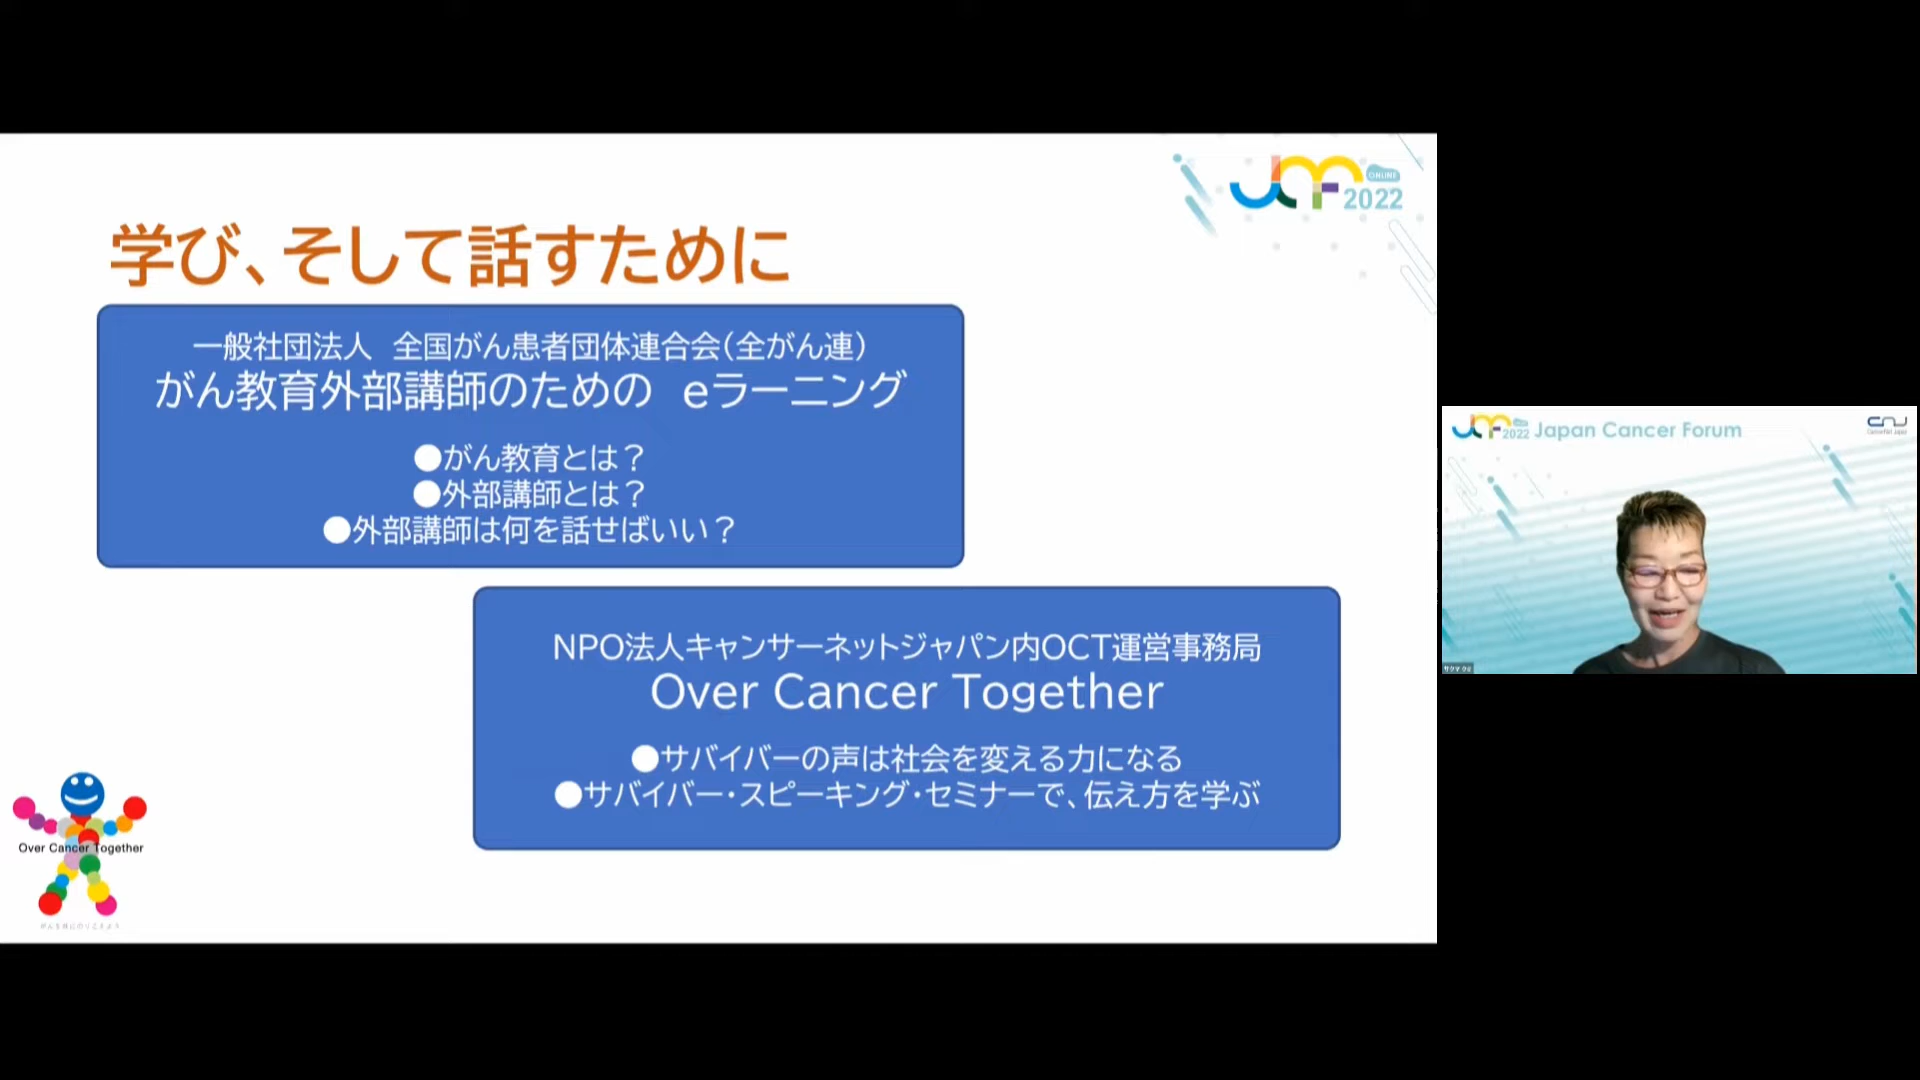 ONLINE
2022
学び、そして話すために
一般社団法人　全国がん患者団体連合会（全がん連）
がん教育外部講師のための　eラーニング
●がん教育とは？
●外部講師とは？
●外部講師は何を話せばいい？
NPO法人キャンサーネットジャパン内OCT運営事務局
Over Cancer Together
●サバイバーの声は社会を変える力になる
●サバイバー・スピーキング・セミナーで、伝え方を学ぶ
Over Cancer Together
2022 Japan Cancer Forum